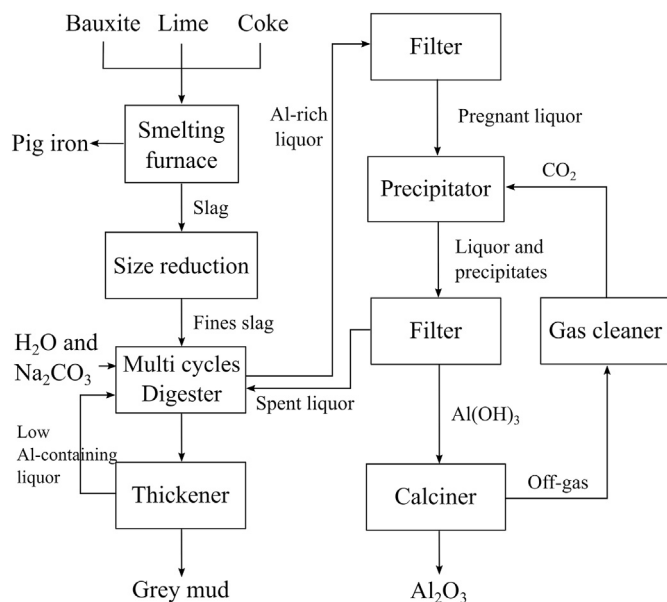 Bauxite Lime Coke
Smelting
furnace
Pig iron
Slag
Size reduction
Fines slag
H₂O and
Na₂CO₃
Multi cycles
Digester
Low
Al-containing
liquor
Thickener
Grey mud
Al-rich
liquor
Filter
Pregnant liquor
Precipitator
CO₂
Liquor and
precipitates
Filter
Spent liquor
Gas cleaner
Al(OH)₃
Calciner
Off-gas
Al₂O₃